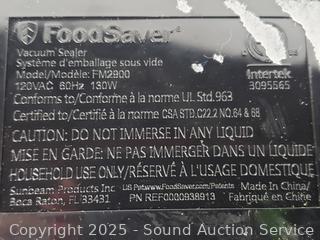 FoodSaver®
Vacuum Sealer
Système d'emballage sous vide
Model/Modèle: FM2900
120VAC 60Hz 130W
Intertek
3095565
Conforms to/Conforme à la norme UL Std.963
Certified to/Certifié à la norme CSA STD.C22.2 NO.64 & 68
CAUTION: DO NOT IMMERSE IN ANY LIQUID
MISE EN GARDE: NE PAS IMMERGER DANS UN LIQUIDE
HOUSEHOLD USE ONLY/RÉSERVÉ À L'USAGE DOMESTIQUE
Sunbeam Products Inc
Boca Raton, FL 33431
US Pat www.FoodSaver.com/Patents
PN REF0000938913
Made in China/
Fabriqué en Chine
Copyright 2025 - Sound Auction Service